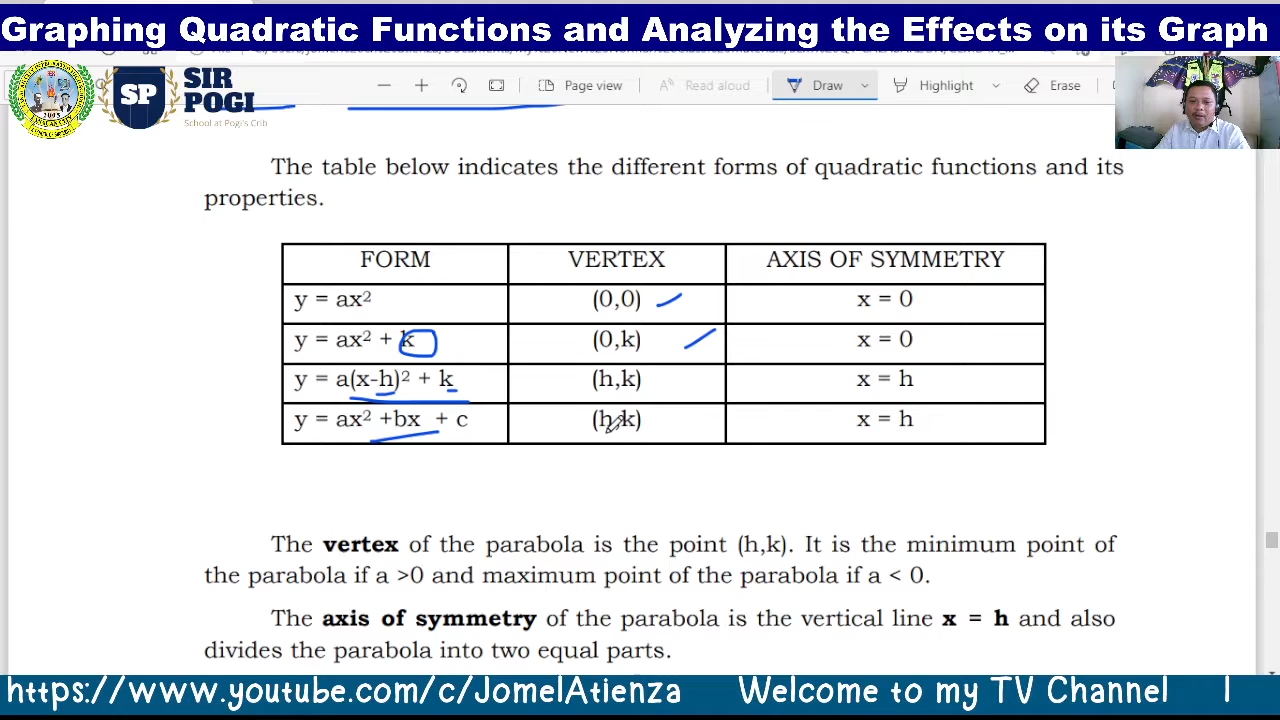 Graphing Quadratic Functions and Analyzing the Effects on its Graph
SP
SIR
POGI
School at Pogi's Crib
2008
Page view
Read aloud
Draw
Highlight
Erase
The table below indicates the different forms of quadratic functions and its
properties.
FORM VERTEX AXIS OF SYMMETRY
y = ax² (0,0) x = 0
y = ax² + k (0,k) x = 0
y = a(x-h)² + k (h,k) x = h
y = ax² +bx + c (h,k) x = h
The vertex of the parabola is the point (h,k). It is the minimum point of
the parabola if a >0 and maximum point of the parabola if a < 0.
The axis of symmetry of the parabola is the vertical line x = h and also
divides the parabola into two equal parts.
https://www.youtube.com/c/JomelAtienza Welcome to my TV Channel